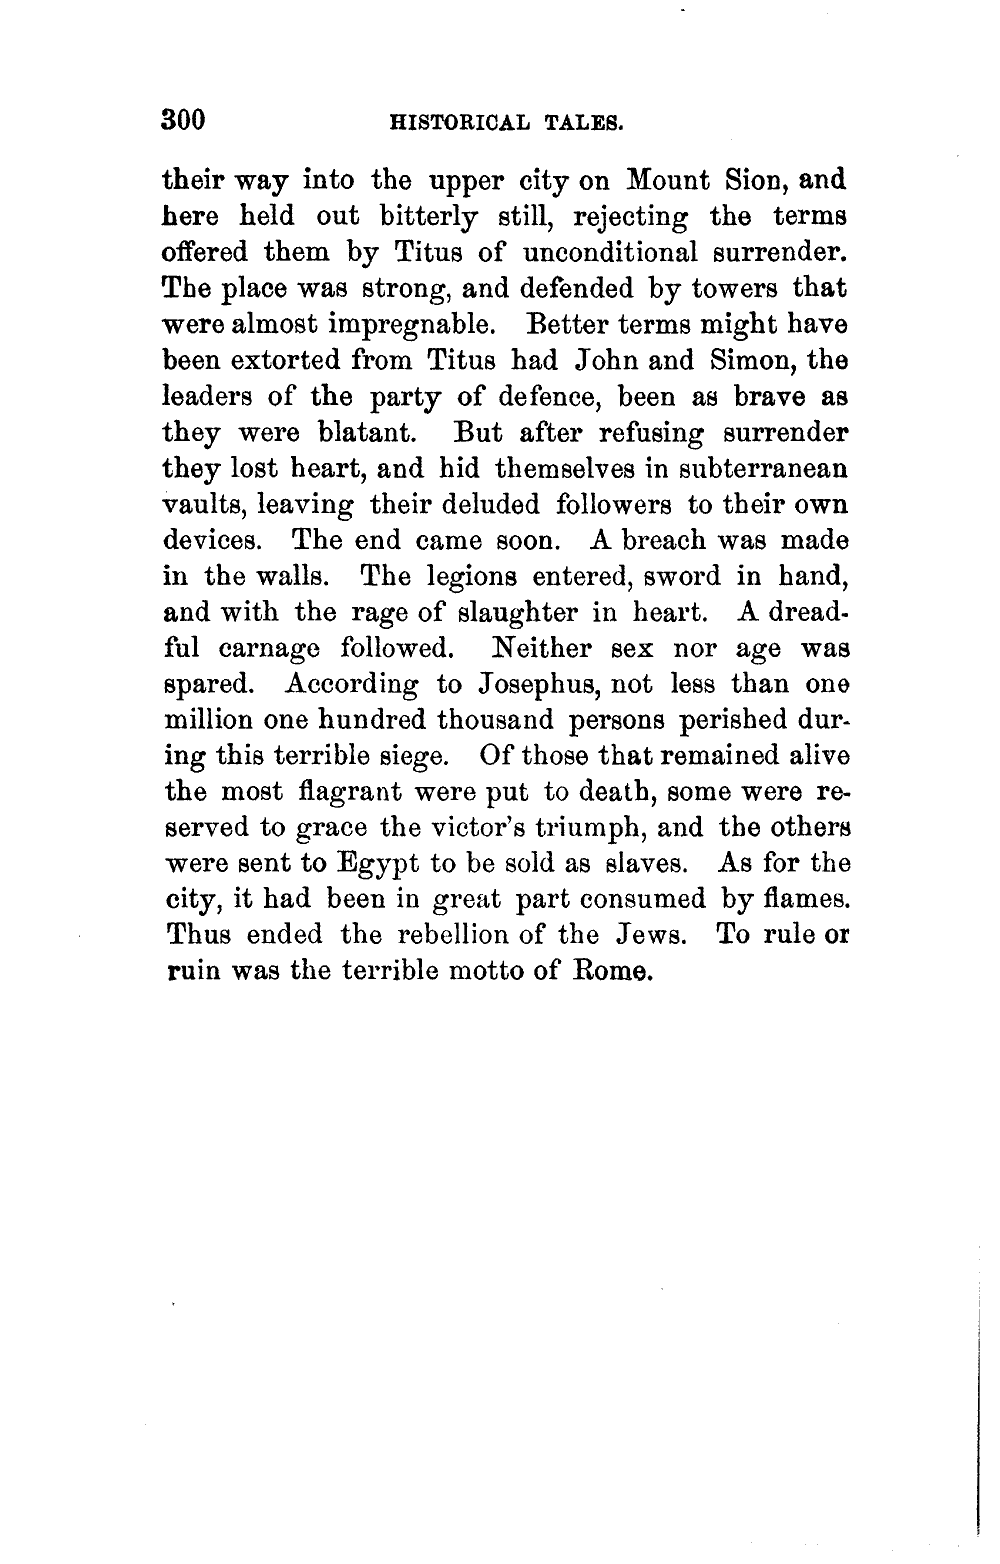 300 HISTORICAL TALES.
their way into the upper city on Mount Sion, and
here held out bitterly still, rejecting the terms
offered them by Titus of unconditional surrender.
The place was strong, and defended by towers that
were almost impregnable. Better terms might have
been extorted from Titus had John and Simon, the
leaders of the party of defence, been as brave as
they were blatant. But after refusing surrender
they lost heart, and hid themselves in subterranean
vaults, leaving their deluded followers to their own
devices. The end came soon. A breach was made
in the walls. The legions entered, sword in hand,
and with the rage of slaughter in heart. A dread-
ful carnage followed. Neither sex nor age was
spared. According to Josephus, not less than one
million one hundred thousand persons perished dur-
ing this terrible siege. Of those that remained alive
the most flagrant were put to death, some were re-
served to grace the victor's triumph, and the others
were sent to Egypt to be sold as slaves. As for the
city, it had been in great part consumed by flames.
Thus ended the rebellion of the Jews. To rule or
ruin was the terrible motto of Rome.